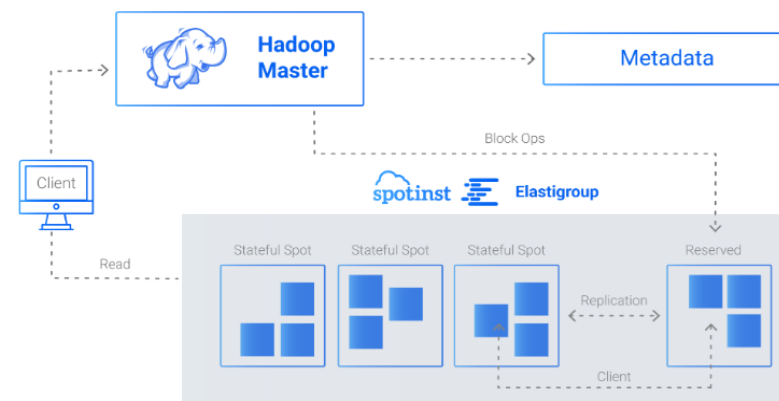 Hadoop
Master
Metadata
Block Ops
Client
spotinst
Elastigroup
Stateful Spot
Stateful Spot
Stateful Spot
Reserved
Read
Replication
Client